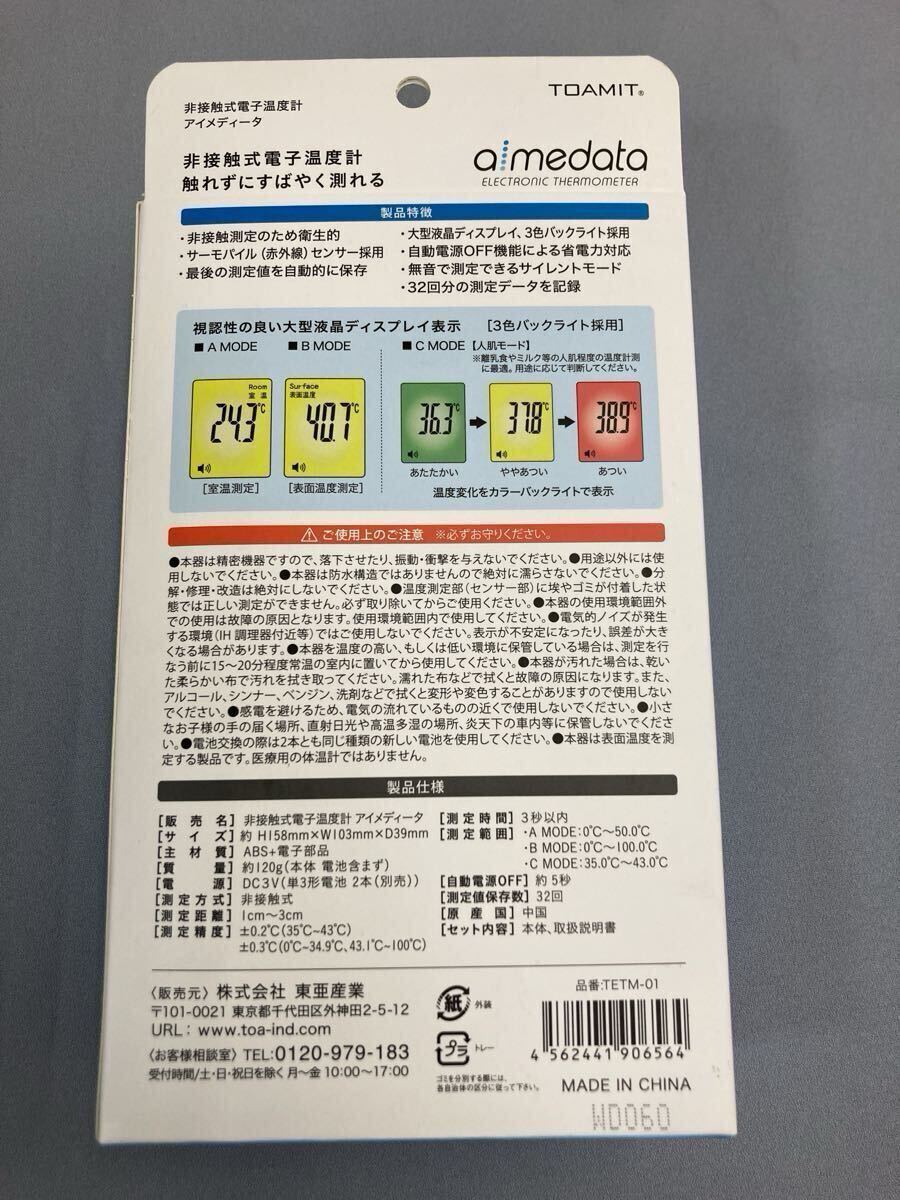 非接触式電子温度計
アイメディータ
TOAMIT®
非接触式電子温度計
触れずにすばやく測れる
aimedata
ELECTRONIC THERMOMETER
製品特徴
・非接触測定のため衛生的
・サーモパイル(赤外線)センサー採用
・最後の測定値を自動的に保存
・大型液晶ディスプレイ、3色バックライト採用
・自動電源OFF機能による省電力対応
・無音で測定できるサイレントモード
・32回分の測定データを記録
視認性の良い大型液晶ディスプレイ表示 [3色バックライト採用]
■ A MODE ■ B MODE ■ C MODE【人肌モード】
※離乳食やミルク等の人肌程度の温度計測
に最適。用途に応じて判断してください。
Room
室温
24.3℃
Surface
表面温度
40.7℃
36.3℃
37.8℃
38.9℃
あたたかい ややあつい あつい
[室温測定] [表面温度測定] 温度変化をカラーバックライトで表示
⚠ ご使用上のご注意 ※必ずお守りください。
●本器は精密機器ですので、落下させたり、振動・衝撃を与えないでください。●用途以外には使
用しないでください。●本器は防水構造ではありませんので絶対に濡らさないでください。●分
解・修理・改造は絶対にしないでください。●温度測定部(センサー部)に埃やゴミが付着した状
態では正しい測定ができません。必ず取り除いてからご使用ください。●本器の使用環境範囲外
での使用は故障の原因となります。使用環境範囲内で使用してください。●電気的ノイズが発生
する環境(IH 調理器付近等)ではご使用しないでください。表示が不安定になったり、誤差が大き
くなる場合があります。●本器を温度の高い、もしくは低い環境に保管している場合は、測定を行
なう前に15〜20分程度常温の室内に置いてから使用してください。●本器が汚れた場合は、乾い
た柔らかい布で汚れを拭き取ってください。濡れた布などで拭くと故障の原因になります。また、
アルコール、シンナー、ベンジン、洗剤などで拭くと変形や変色することがありますので使用しない
でください。●感電を避けるため、電気の流れているものの近くで使用しないでください。●小さ
なお子様の手の届く場所、直射日光や高温多湿の場所、炎天下の車内等に保管しないでくださ
い。●電池交換の際は2本とも同じ種類の新しい電池を使用してください。●本器は表面温度を測
定する製品です。医療用の体温計ではありません。
製品仕様
[販売名] 非接触式電子温度計 アイメディータ
[サイズ] 約 H158mm×W103mm×D39mm
[主材質] ABS+電子部品
[質量] 約120g(本体 電池含まず)
[電源] DC3V(単3形電池 2本(別売))
[測定方式] 非接触式
[測定距離] 1cm〜3cm
[測定精度] ±0.2℃(35℃〜43℃)
±0.3℃(0℃〜34.9℃、43.1℃〜100℃)
[測定時間] 3秒以内
[測定範囲] ・A MODE:0℃〜50.0℃
・B MODE:0℃〜100.0℃
・C MODE:35.0℃〜43.0℃
[自動電源OFF] 約5秒
[測定値保存数] 32回
[原産国] 中国
[セット内容] 本体、取扱説明書
〈販売元〉株式会社 東亜産業
〒101-0021 東京都千代田区外神田2-5-12
URL: www.toa-ind.com
〈お客様相談室〉TEL:0120-979-183
受付時間/土・日・祝日を除く 月〜金 10:00〜17:00
紙 外装
プラ トレー
ゴミを分別する際には、
各自治体の区分に従って下さい。
品番:TETM-01
4 562441 906564
MADE IN CHINA
WD060